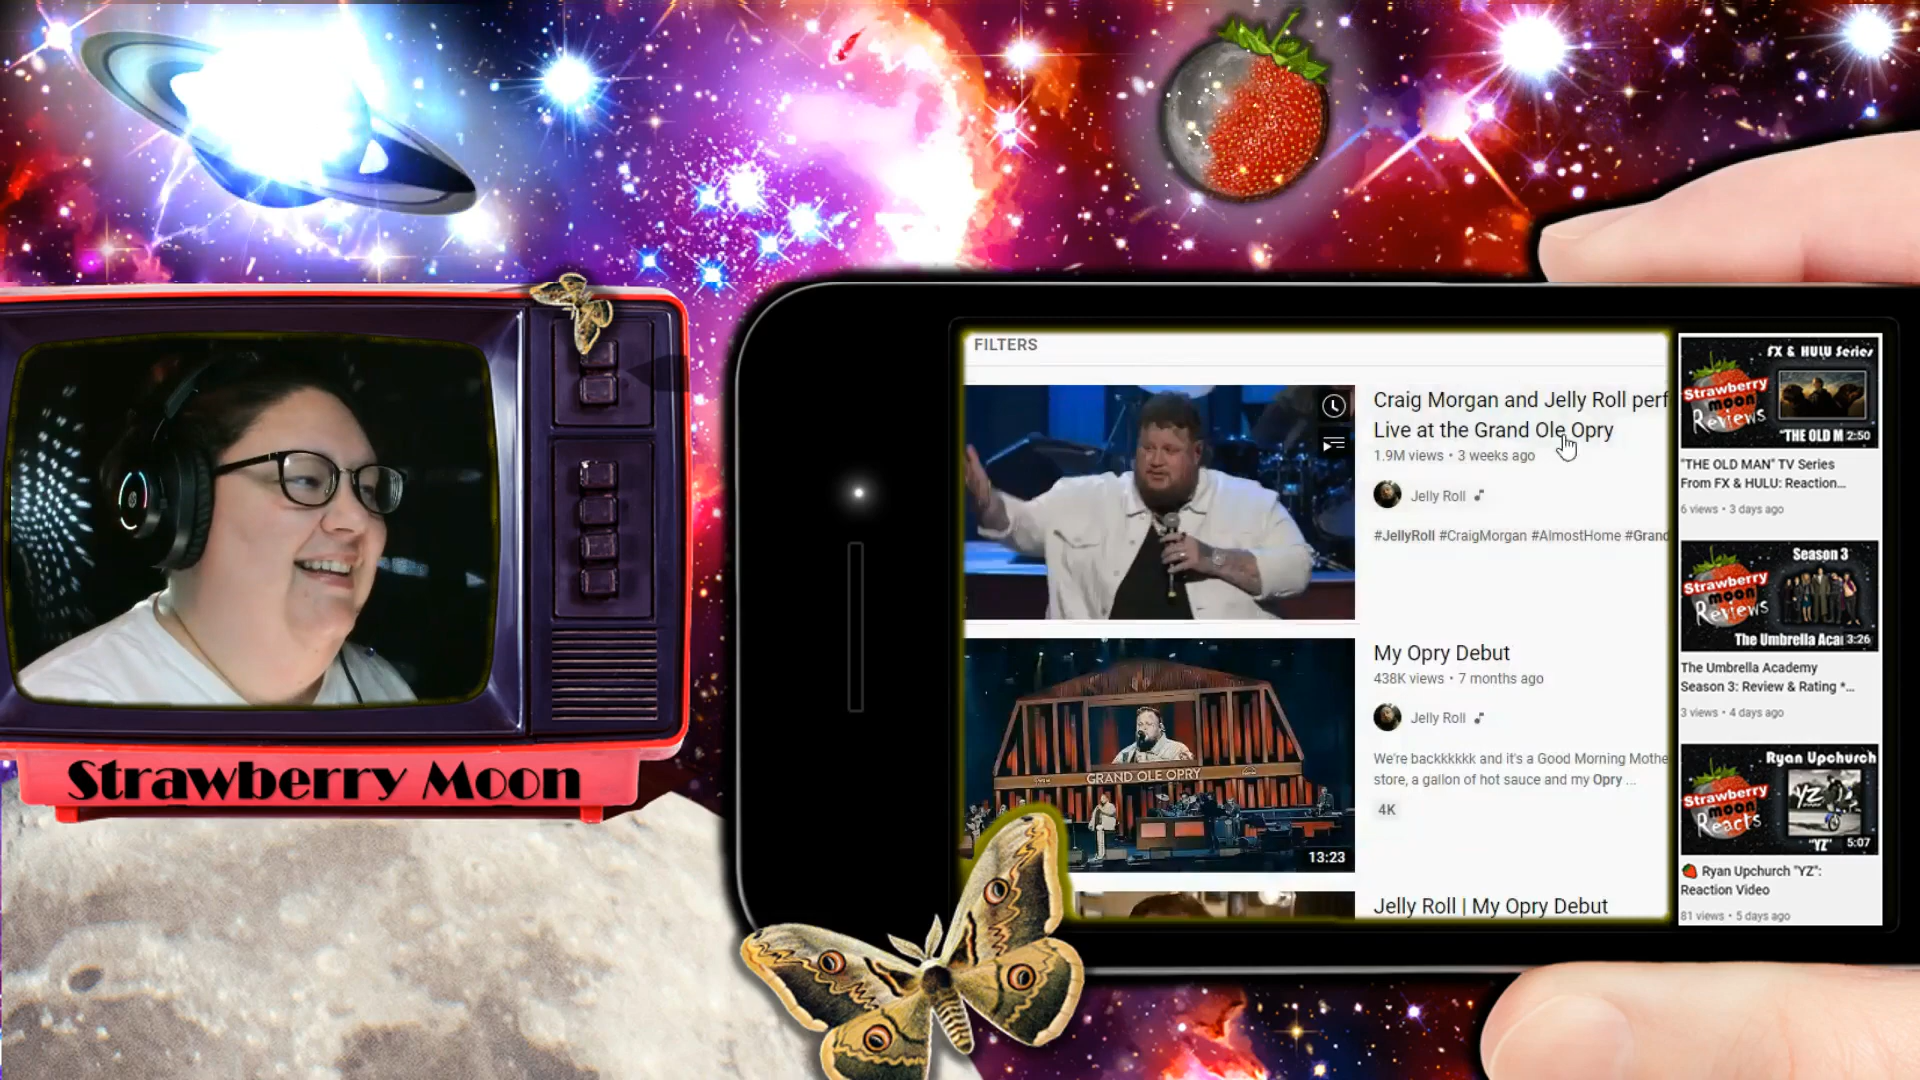 Strawberry Moon
FILTERS
Craig Morgan and Jelly Roll perf
Live at the Grand Ole Opry
1.9M views • 3 weeks ago
Jelly Roll
#JellyRoll #CraigMorgan #AlmostHome #Grand
GRAND OLE OPRY
13:23
My Opry Debut
438K views • 7 months ago
Jelly Roll
We're backkkkkk and it's a Good Morning Mothe
store, a gallon of hot sauce and my Opry ...
4K
Jelly Roll | My Opry Debut
FX & HULU Series
Strawberry
moon
Reviews
"THE OLD M
2:50
"THE OLD MAN" TV Series
From FX & HULU: Reaction...
6 views • 3 days ago
Season 3
Strawberry
moon
Reviews
The Umbrella Acad
3:26
The Umbrella Academy
Season 3: Review & Rating *...
3 views • 4 days ago
Ryan Upchurch
Strawberry
moon
Reacts
YZ
"YZ"
5:07
Ryan Upchurch "YZ":
Reaction Video
81 views • 5 days ago